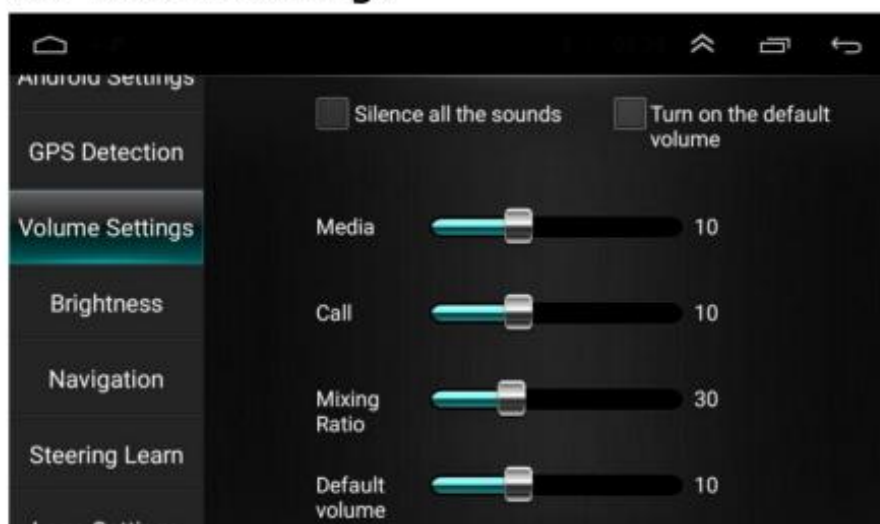 Android Settings
GPS Detection
Volume Settings
Brightness
Navigation
Steering Learn
Silence all the sounds
Turn on the default
volume
Media
10
Call
10
Mixing
Ratio
30
Default
volume
10